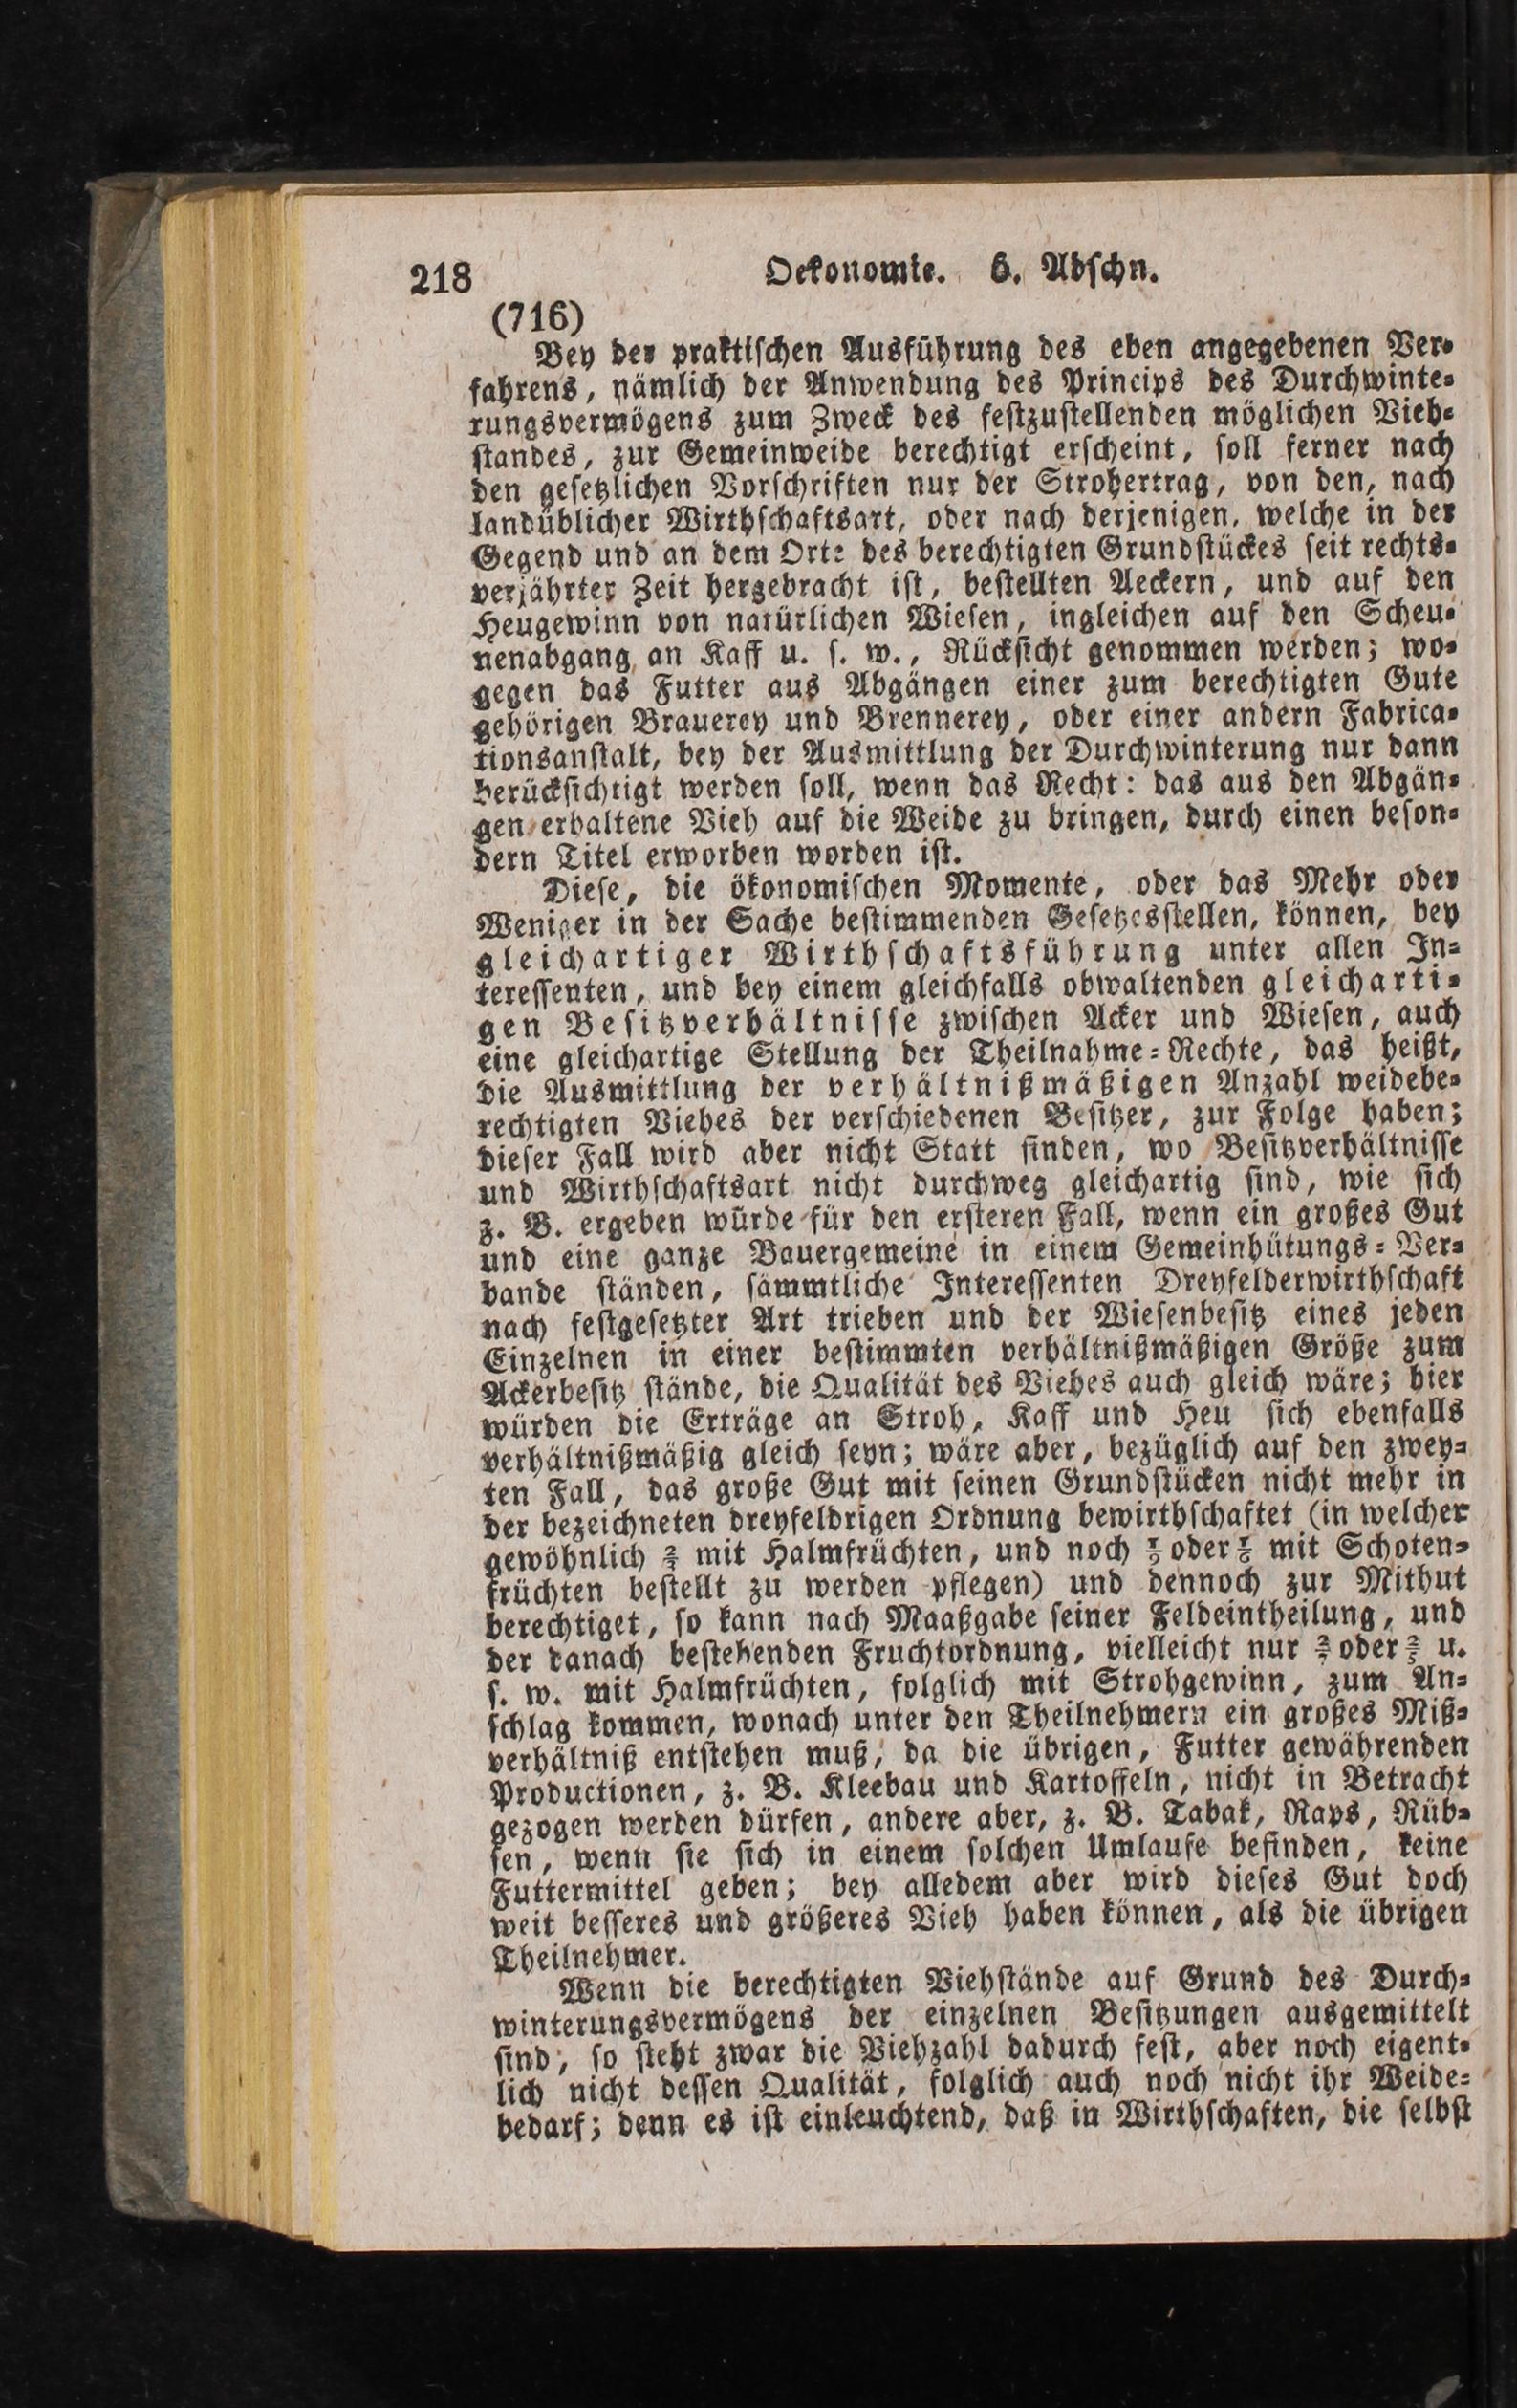 218 Oekonomie. 6. Abschn.
(716)
Bey der praktischen Ausführung des eben angegebenen Ver-
fahrens, nämlich der Anwendung des Princips des Durchwinte-
rungsvermögens zum Zweck des festzustellenden möglichen Vieh-
standes, zur Gemeinweide berechtigt erscheint, soll ferner nach
den gesetzlichen Vorschriften nur der Strohertrag, von den, nach
landüblicher Wirthschaftsart, oder nach derjenigen, welche in der
Gegend und an dem Orte des berechtigten Grundstückes seit rechts-
verjährter Zeit hergebracht ist, bestellten Aeckern, und auf den
Heugewinn von natürlichen Wiesen, ingleichen auf den Scheu-
nenabgang an Kaff u. s. w., Rücksicht genommen werden; wo-
gegen das Futter aus Abgängen einer zum berechtigten Gute
gehörigen Brauerey und Brennerey, oder einer andern Fabrica-
tionsanstalt, bey der Ausmittlung der Durchwinterung nur dann
berücksichtigt werden soll, wenn das Recht: das aus den Abgän-
gen erhaltene Vieh auf die Weide zu bringen, durch einen beson-
dern Titel erworben worden ist.
Diese, die ökonomischen Momente, oder das Mehr oder
Weniger in der Sache bestimmenden Gesetzesstellen, können, bey
gleichartiger Wirthschaftsführung unter allen In-
teressenten, und bey einem gleichfalls obwaltenden gleicharti-
gen Besitzverhältnisse zwischen Acker und Wiesen, auch
eine gleichartige Stellung der Theilnahme-Rechte, das heißt,
die Ausmittlung der verhältnißmäßigen Anzahl weidebe-
rechtigten Viehes der verschiedenen Besitzer, zur Folge haben;
dieser Fall wird aber nicht Statt finden, wo Besitzverhältnisse
und Wirthschaftsart nicht durchweg gleichartig sind, wie sich
z. B. ergeben würde für den ersteren Fall, wenn ein großes Gut
und eine ganze Bauergemeine in einem Gemeinhütungs-Ver-
bande ständen, sämmtliche Interessenten Dreyfelderwirthschaft
nach festgesetzter Art trieben und der Wiesenbesitz eines jeden
Einzelnen in einer bestimmten verhältnißmäßigen Größe zum
Ackerbesitz stände, die Qualität des Viehes auch gleich wäre; hier
würden die Erträge an Stroh, Kaff und Heu sich ebenfalls
verhältnißmäßig gleich seyn; wäre aber, bezüglich auf den zwey-
ten Fall, das große Gut mit seinen Grundstücken nicht mehr in
der bezeichneten dreyfeldrigen Ordnung bewirthschaftet (in welcher
gewöhnlich mit Halmfrüchten, und noch oder mit Schoten-
früchten bestellt zu werden pflegen) und dennoch zur Mithut
berechtiget, so kann nach Maaßgabe seiner Feldeintheilung, und
der danach bestehenden Fruchtordnung, vielleicht nur oder u.
s. w. mit Halmfrüchten, folglich mit Strohgewinn, zum An-
schlag kommen, wonach unter den Theilnehmern ein großes Miß-
verhältniß entstehen muß, da die übrigen, Futter gewährenden
Productionen, z. B. Kleebau und Kartoffeln, nicht in Betracht
gezogen werden dürfen, andere aber, z. B. Tabak, Raps, Rüb-
sen, wenn sie sich in einem solchen Umlaufe befinden, keine
Futtermittel geben; bey alledem aber wird dieses Gut doch
weit besseres und größeres Vieh haben können, als die übrigen
Theilnehmer.
Wenn die berechtigten Viehstände auf Grund des Durch-
winterungsvermögens der einzelnen Besitzungen ausgemittelt
sind, so steht zwar die Viehzahl dadurch fest, aber noch eigent-
lich nicht dessen Qualität, folglich auch noch nicht ihr Weide-
bedarf; denn es ist einleuchtend, daß in Wirthschaften, die selbst